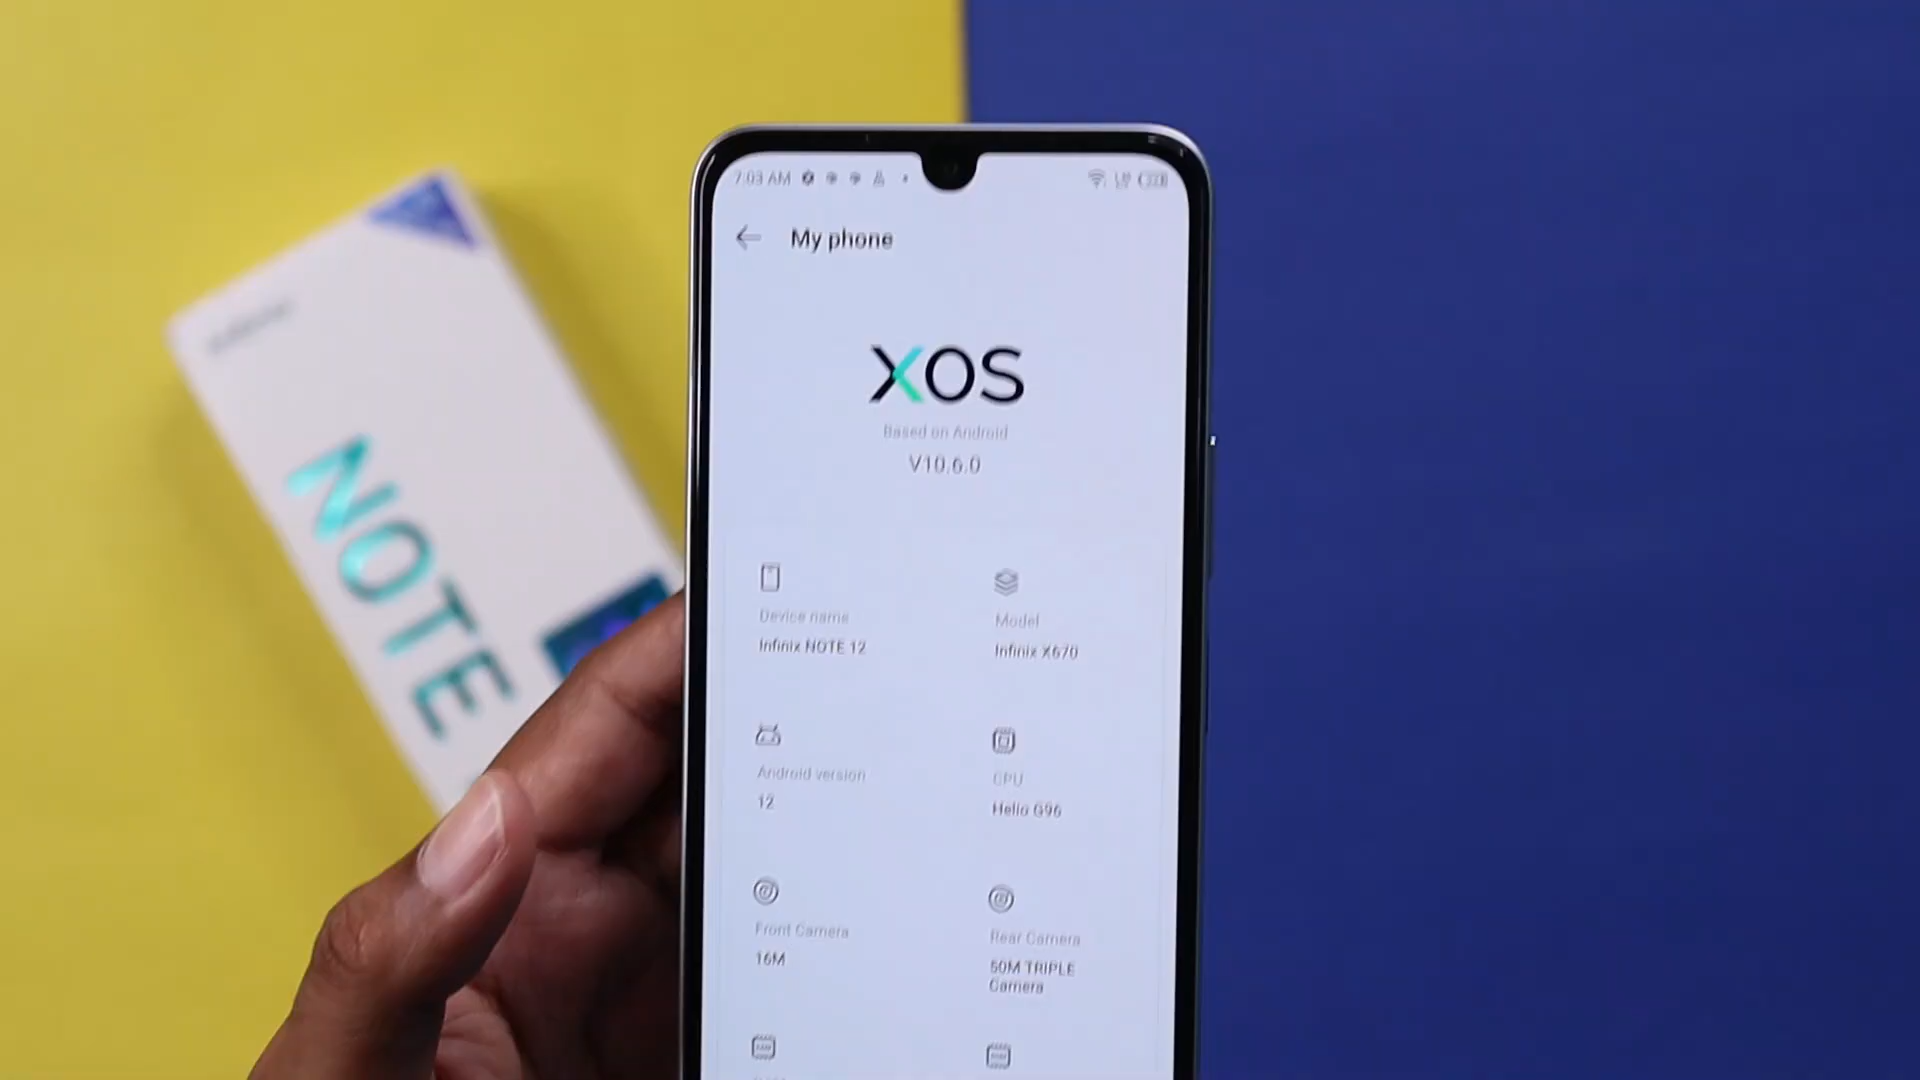 7:03 AM
My phone
XOS
Based on Android
V10.6.0
Device name
Infinix NOTE 12
Model
Infinix X670
Android version
12
CPU
Helio G96
Front Camera
16M
Rear Camera
50M TRIPLE
Camera
NOTE